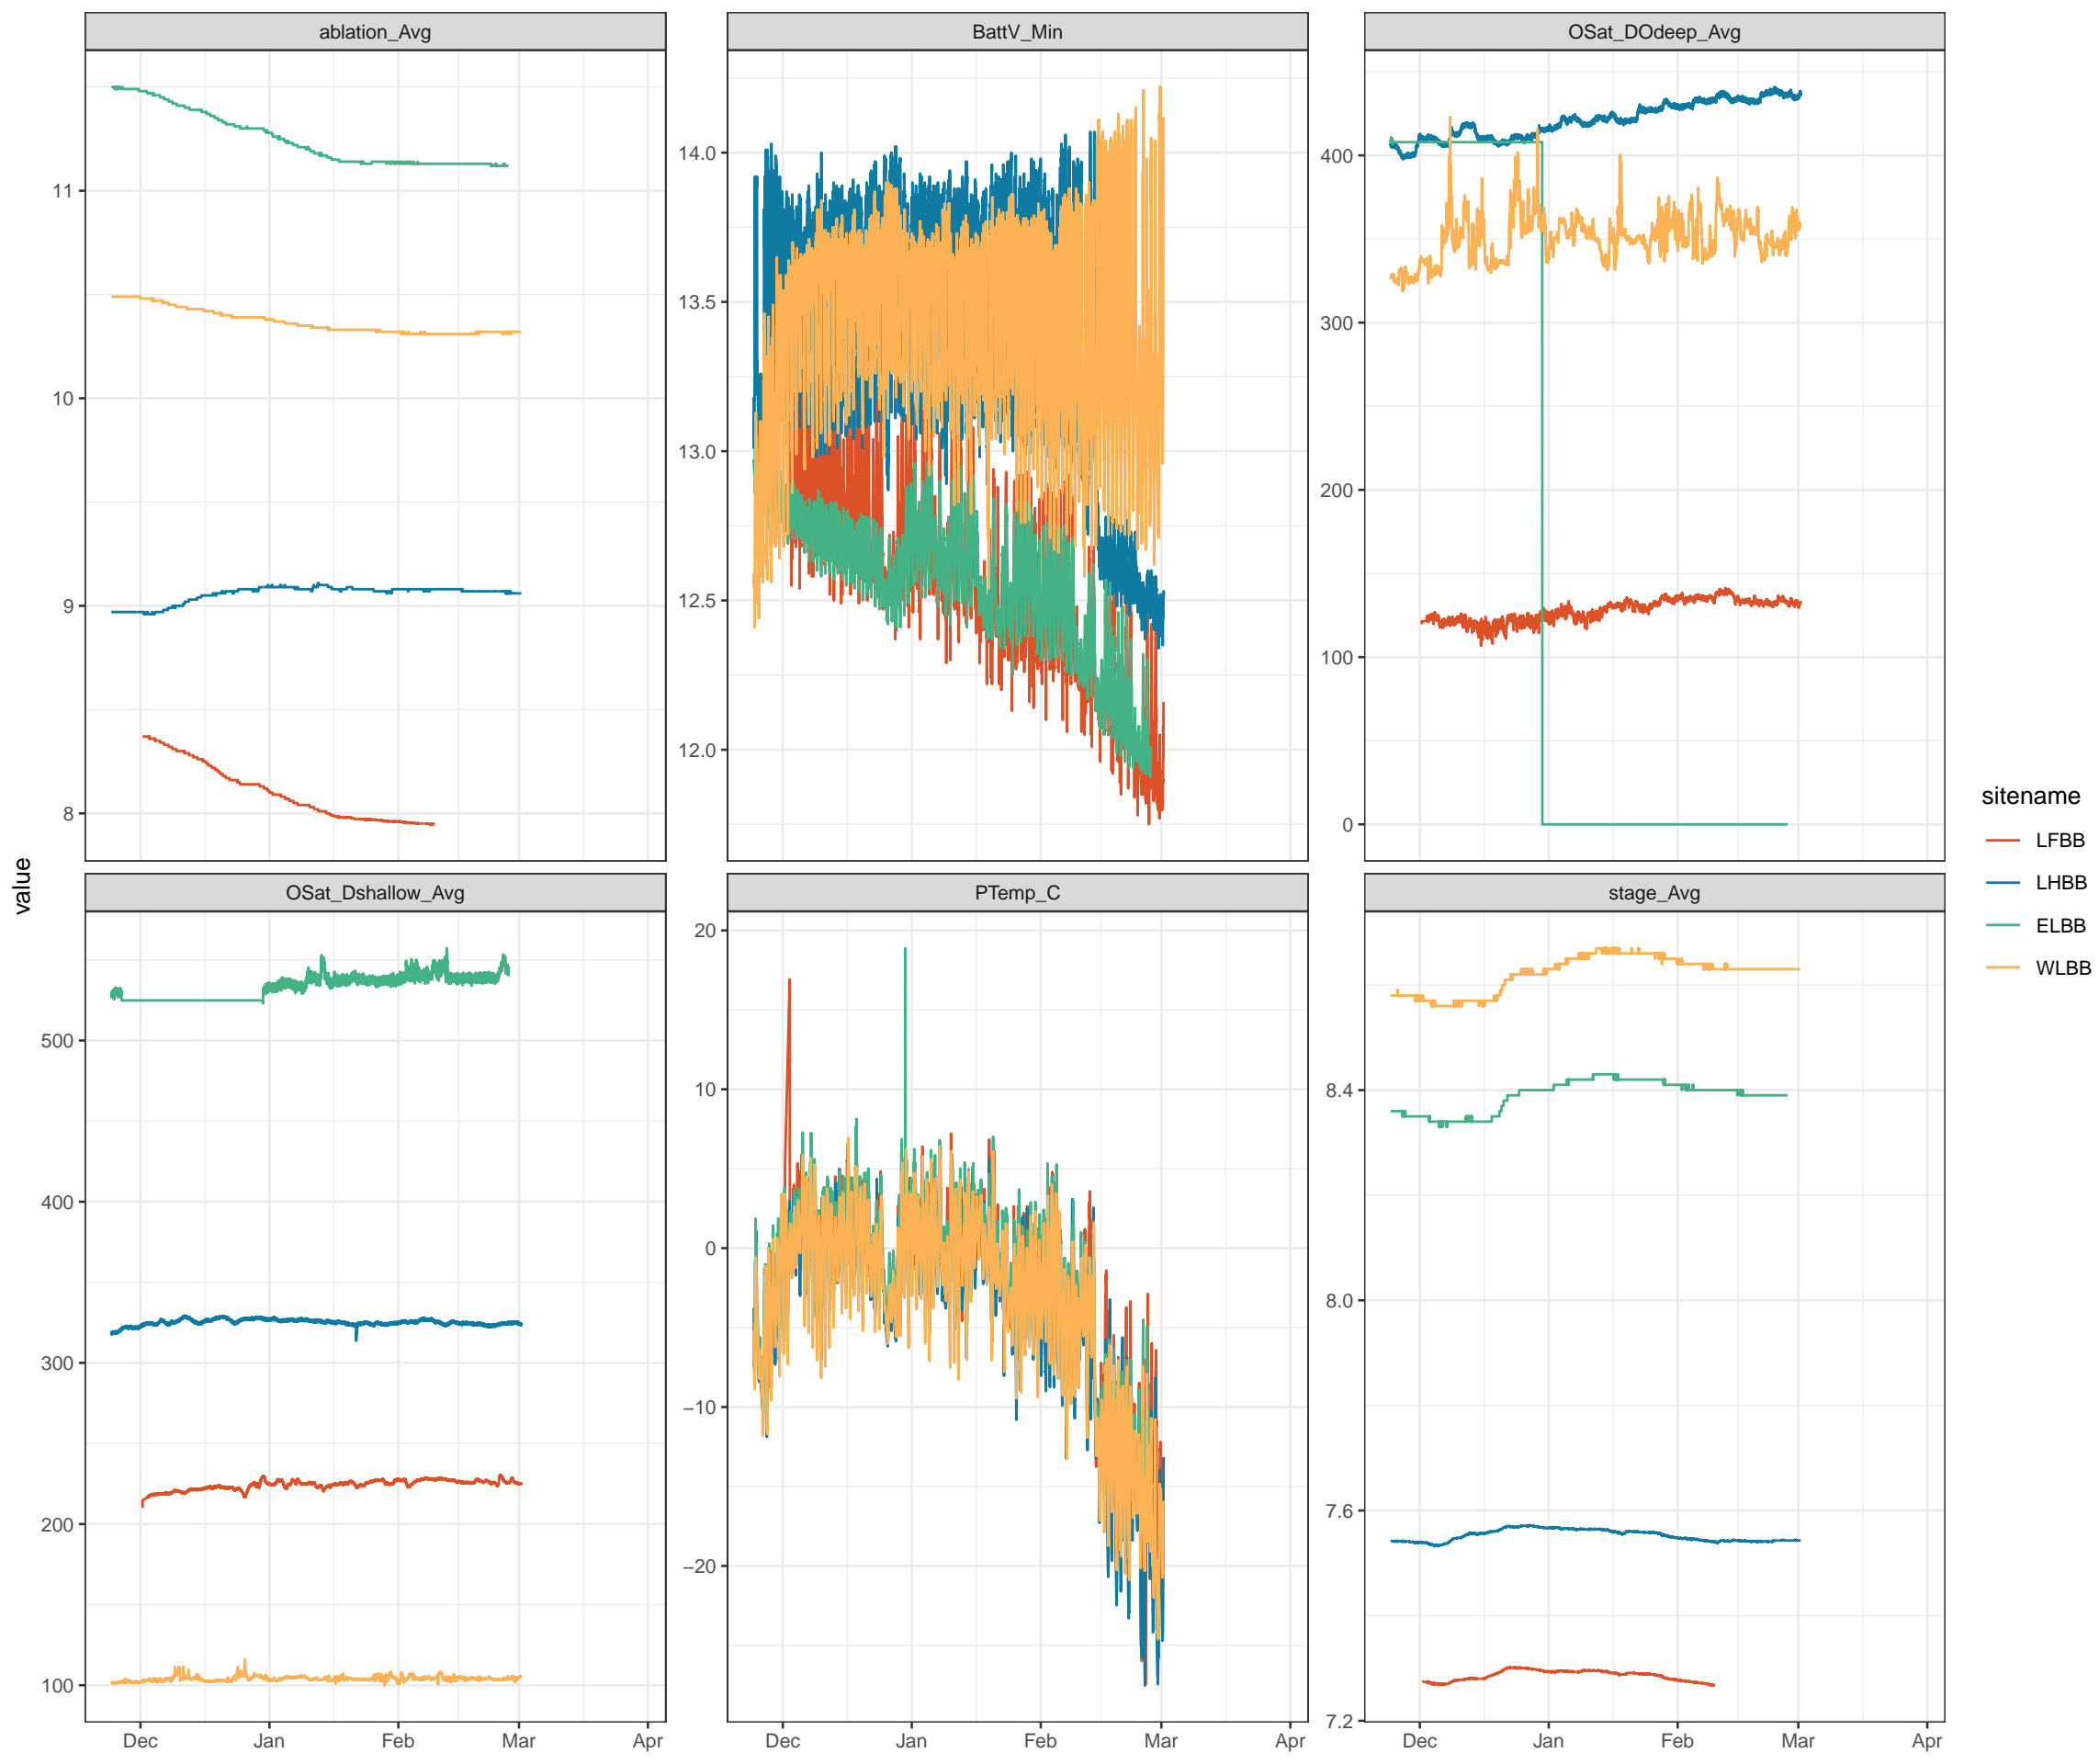 ablation_Avg
BattV_Min
OSat_DOdeep_Avg
11
10
9
8
14.0
13.5
13.0
12.5
12.0
400
300
200
100
0
value
OSat_Dshallow_Avg
PTemp_C
stage_Avg
500
400
300
200
100
20
10
0
−10
−20
8.4
8.0
7.6
7.2
Dec Jan Feb Mar Apr
Dec Jan Feb Mar Apr
Dec Jan Feb Mar Apr
sitename
LFBB
LHBB
ELBB
WLBB